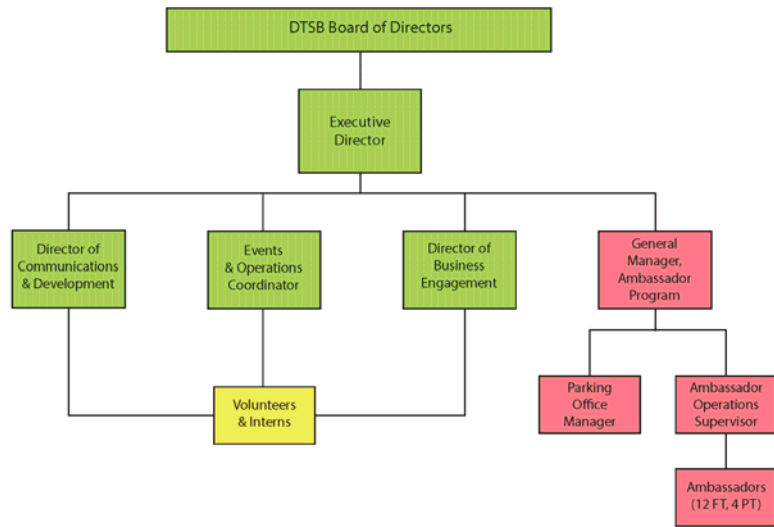 DTSB Board of Directors
Executive
Director
Director of
Communications
& Development
Events
& Operations
Coordinator
Director of
Business
Engagement
General
Manager,
Ambassador
Program
Volunteers
& Interns
Parking
Office
Manager
Ambassador
Operations
Supervisor
Ambassadors
(12 FT, 4 PT)